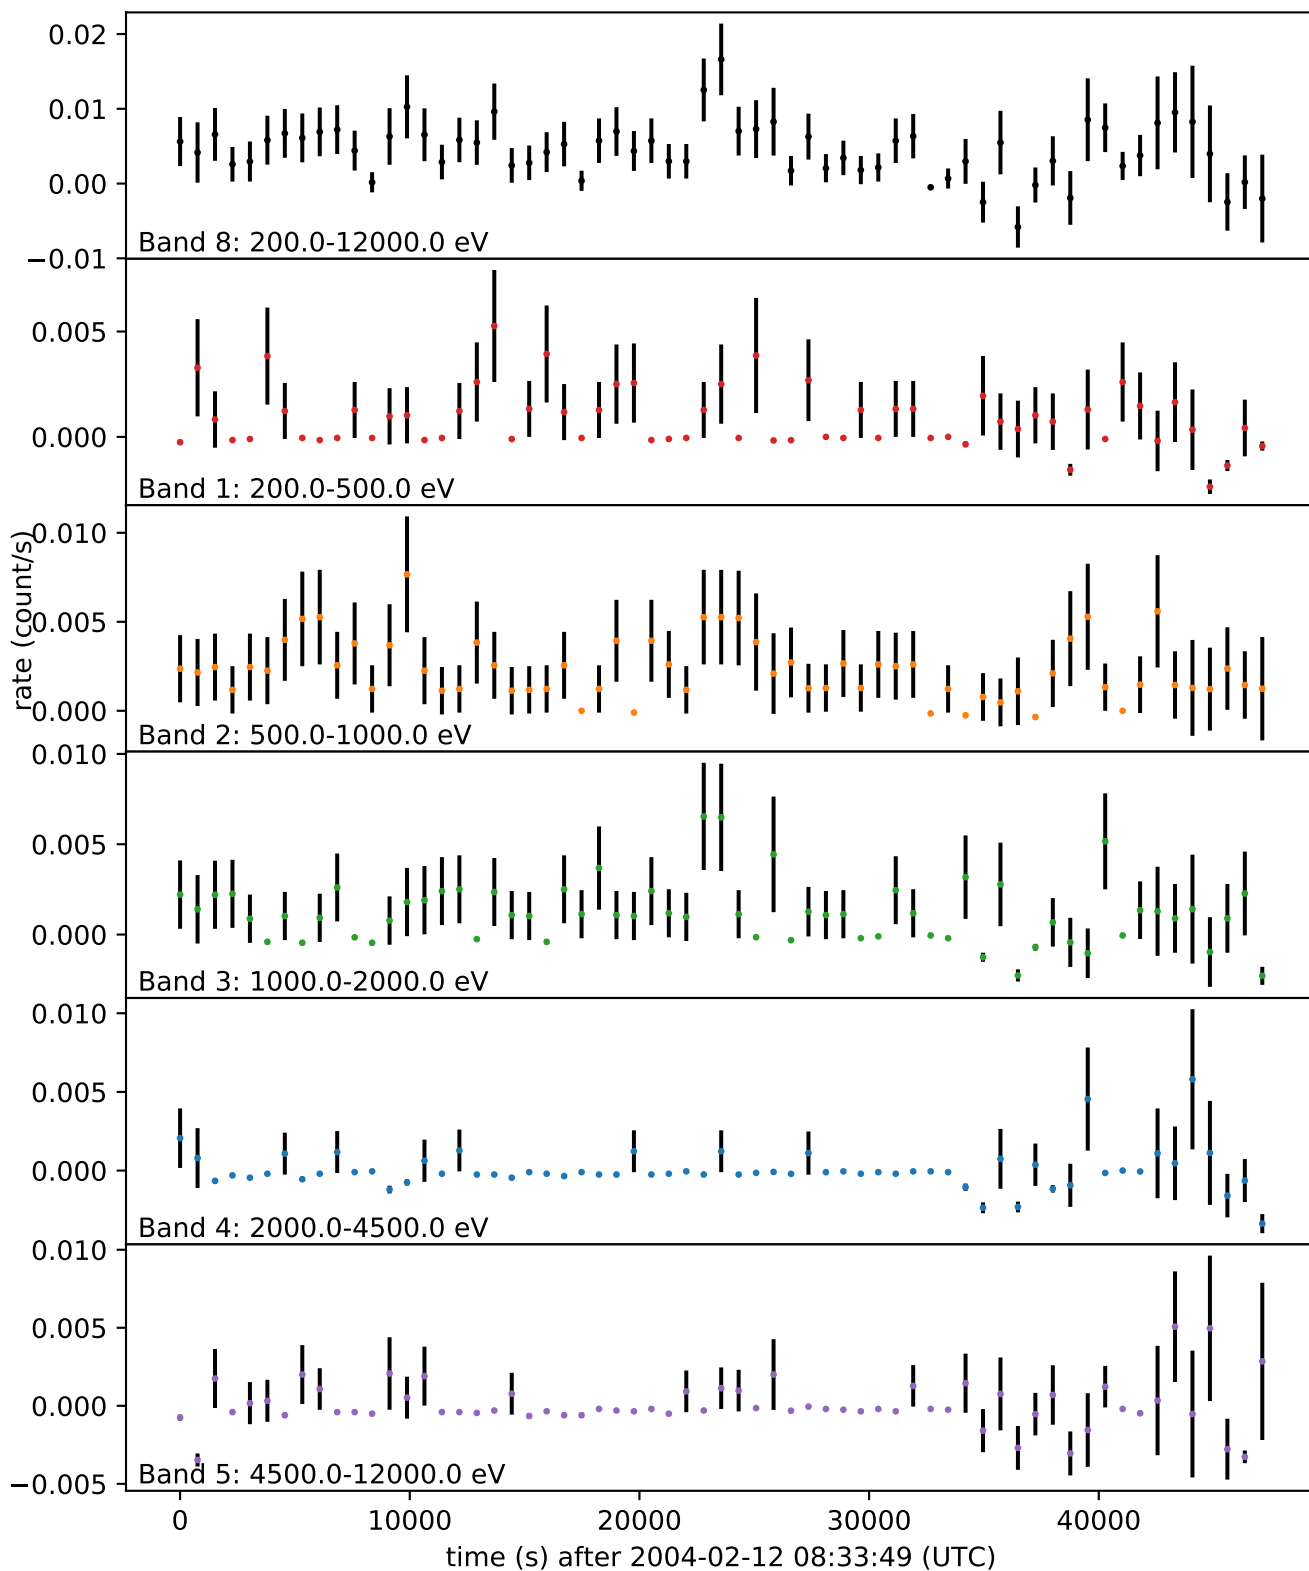 0.02
0.01
0.00
−0.01
Band 8: 200.0-12000.0 eV
0.005
0.000
Band 1: 200.0-500.0 eV
rate (count/s)
0.010
0.005
0.000
Band 2: 500.0-1000.0 eV
0.010
0.005
0.000
Band 3: 1000.0-2000.0 eV
0.010
0.005
0.000
Band 4: 2000.0-4500.0 eV
0.010
0.005
0.000
−0.005
Band 5: 4500.0-12000.0 eV
0 10000 20000 30000 40000
time (s) after 2004-02-12 08:33:49 (UTC)